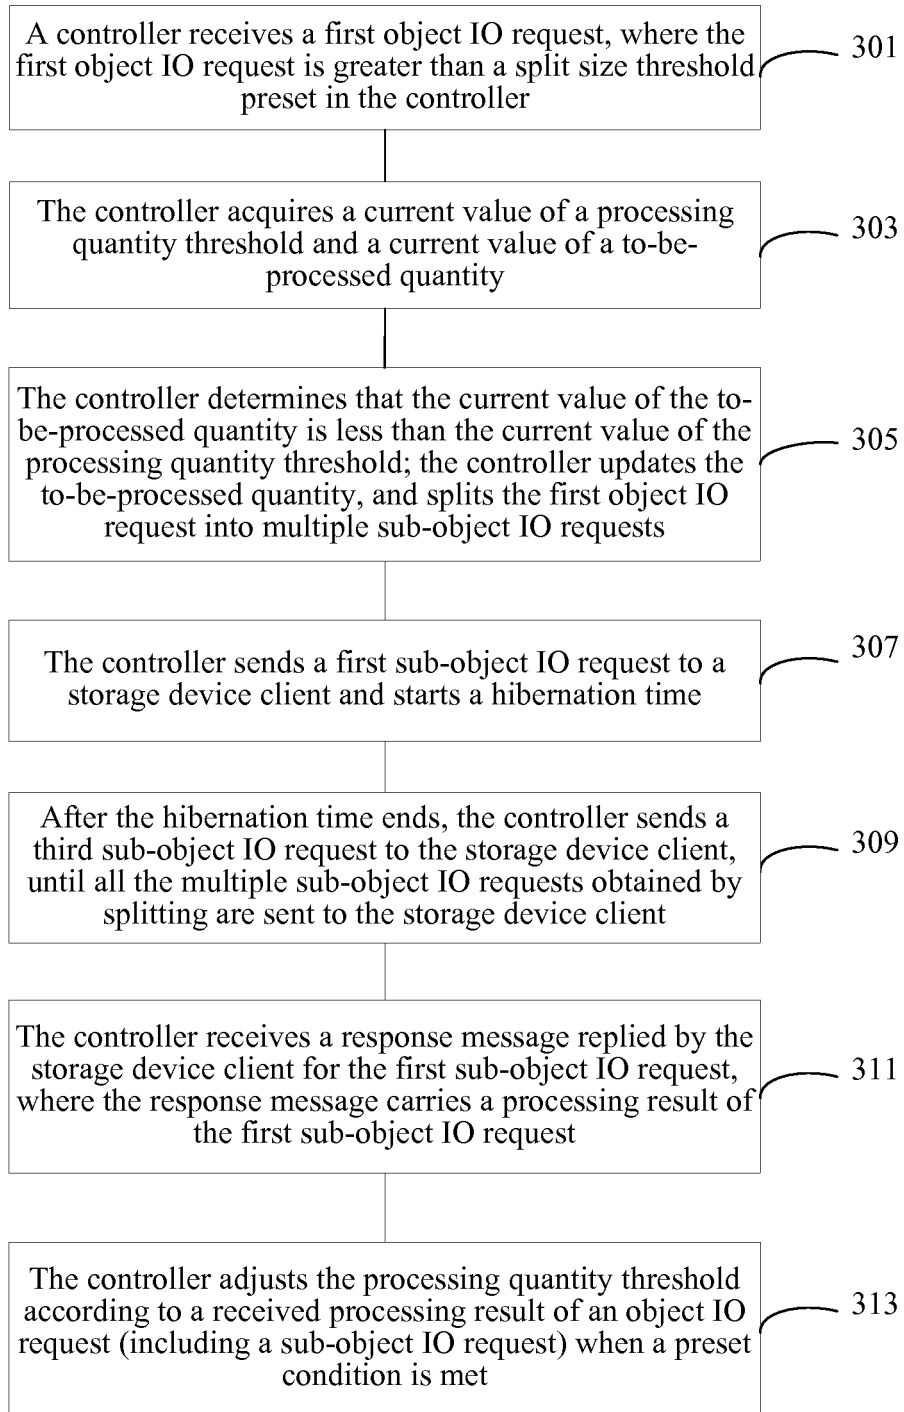 A controller receives a first object IO request, where the
first object IO request is greater than a split size threshold
preset in the controller
301
The controller acquires a current value of a processing
quantity threshold and a current value of a to-be-
processed quantity
303
The controller determines that the current value of the to-
be-processed quantity is less than the current value of the
processing quantity threshold; the controller updates the
to-be-processed quantity, and splits the first object IO
request into multiple sub-object IO requests
305
The controller sends a first sub-object IO request to a
storage device client and starts a hibernation time
307
After the hibernation time ends, the controller sends a
third sub-object IO request to the storage device client,
until all the multiple sub-object IO requests obtained by
splitting are sent to the storage device client
309
The controller receives a response message replied by the
storage device client for the first sub-object IO request,
where the response message carries a processing result of
the first sub-object IO request
311
The controller adjusts the processing quantity threshold
according to a received processing result of an object IO
request (including a sub-object IO request) when a preset
condition is met
313